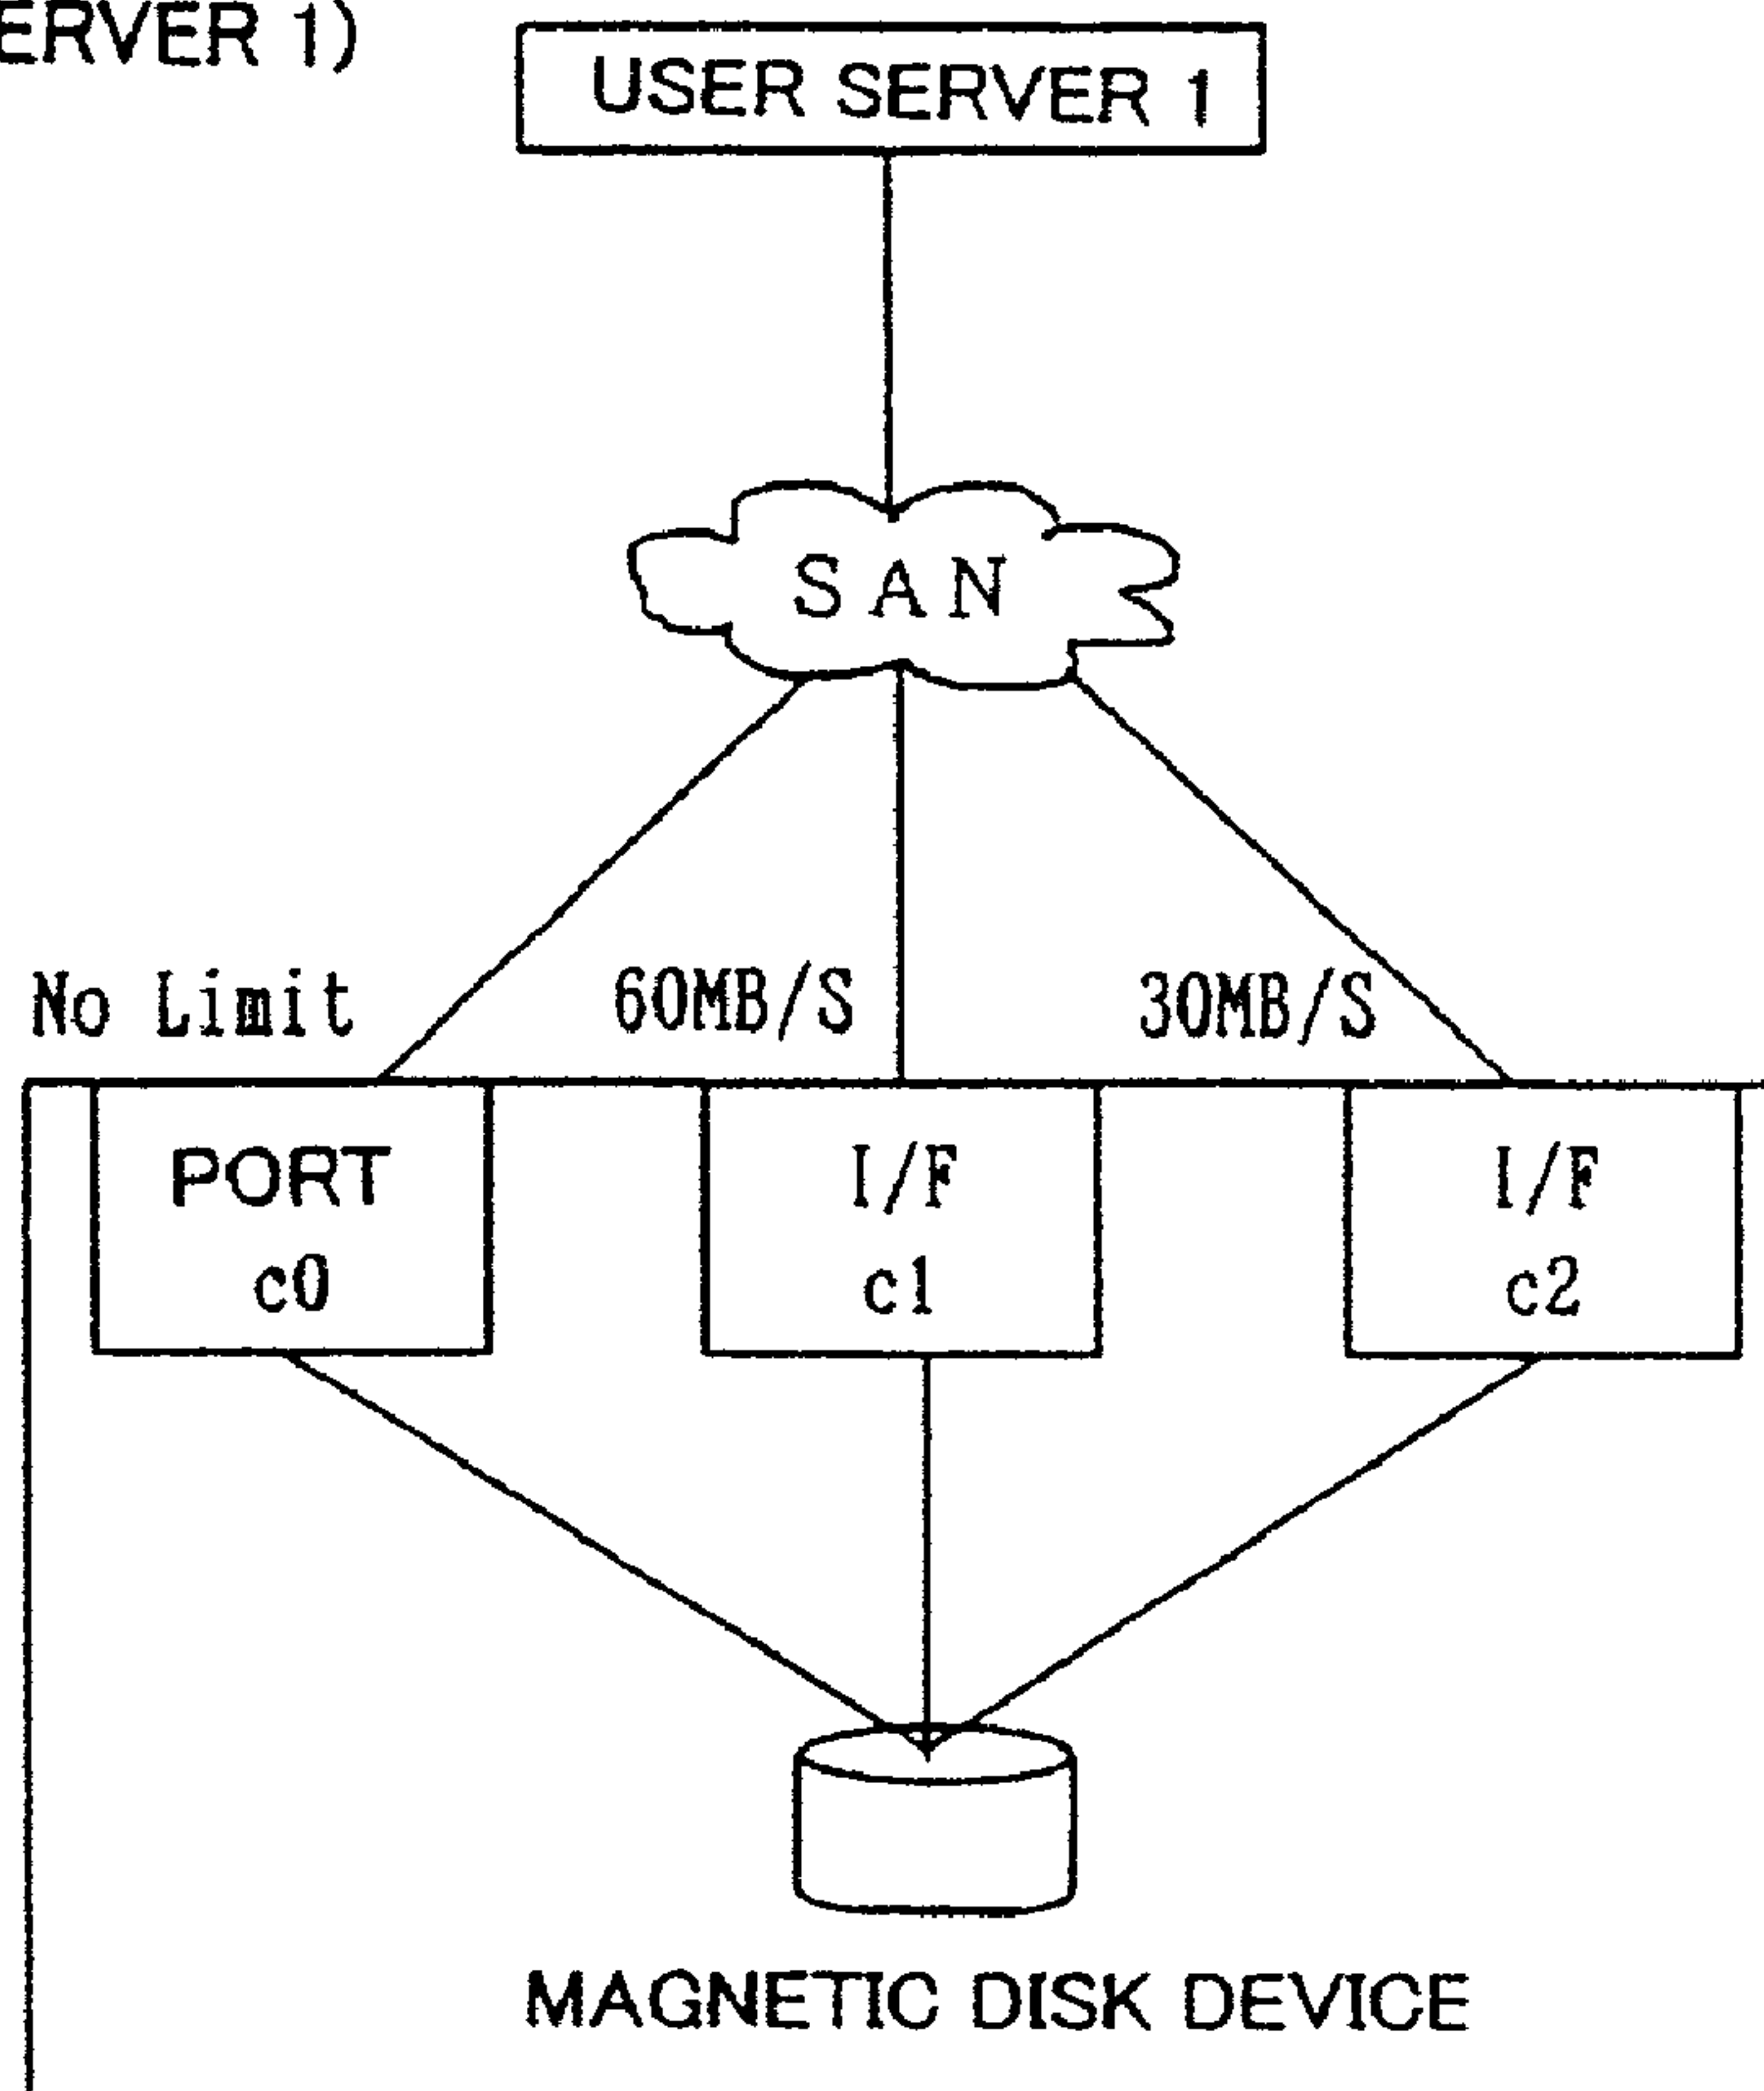 ERVER 1)
USER SERVER 1
SAN
No Limit 60MB/S 30MB/S
PORT I/F I/F
c0 c1 c2
MAGNETIC DISK DEVICE